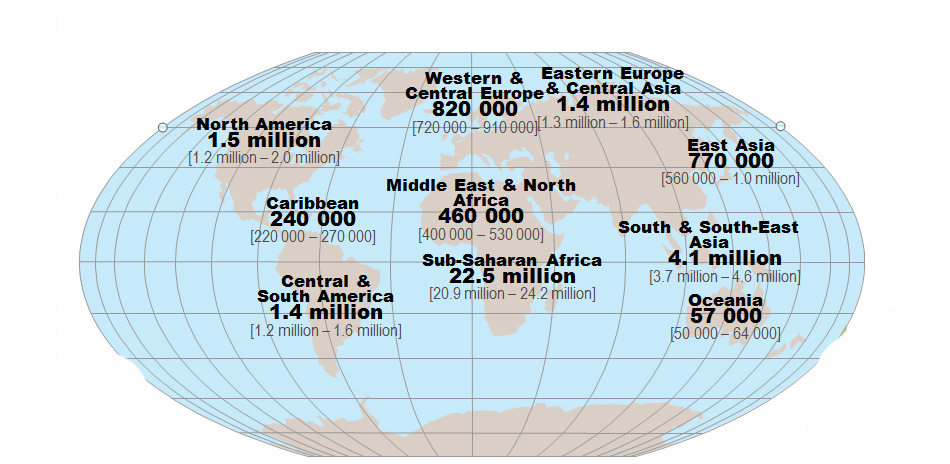 Western &
Central Europe
820 000
[720 000 – 910 000]
Eastern Europe
& Central Asia
1.4 million
[1.3 million – 1.6 million]
North America
1.5 million
[1.2 million – 2.0 million]
East Asia
770 000
[560 000 – 1.0 million]
Middle East & North
Africa
460 000
[400 000 – 530 000]
Caribbean
240 000
[220 000 – 270 000]
South & South-East
Asia
4.1 million
[3.7 million – 4.6 million]
Sub-Saharan Africa
22.5 million
[20.9 million – 24.2 million]
Central &
South America
1.4 million
[1.2 million – 1.6 million]
Oceania
57 000
[50 000 – 64 000]